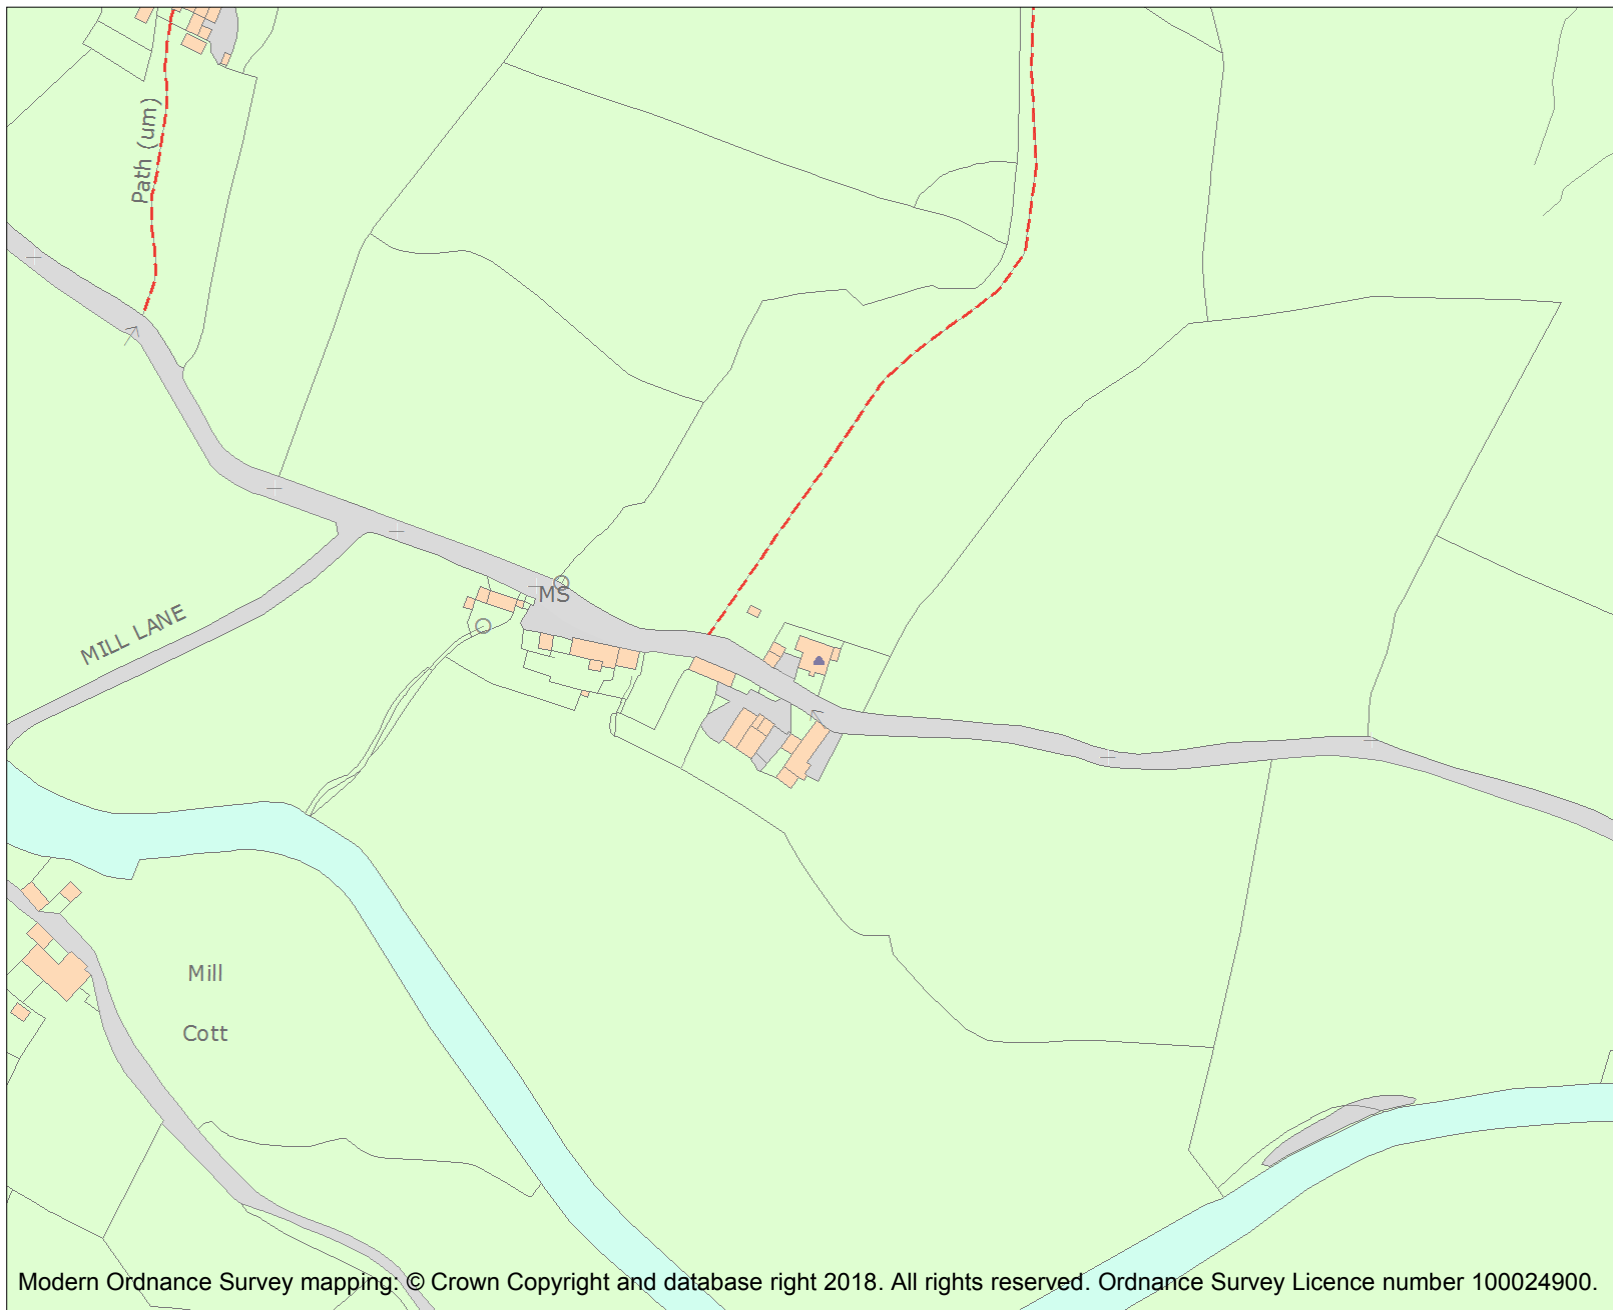 Path (um)
MS
MILL LANE
Mill
Cott
Modern Ordnance Survey mapping: © Crown Copyright and database right 2018. All rights reserved. Ordnance Survey Licence number 100024900.